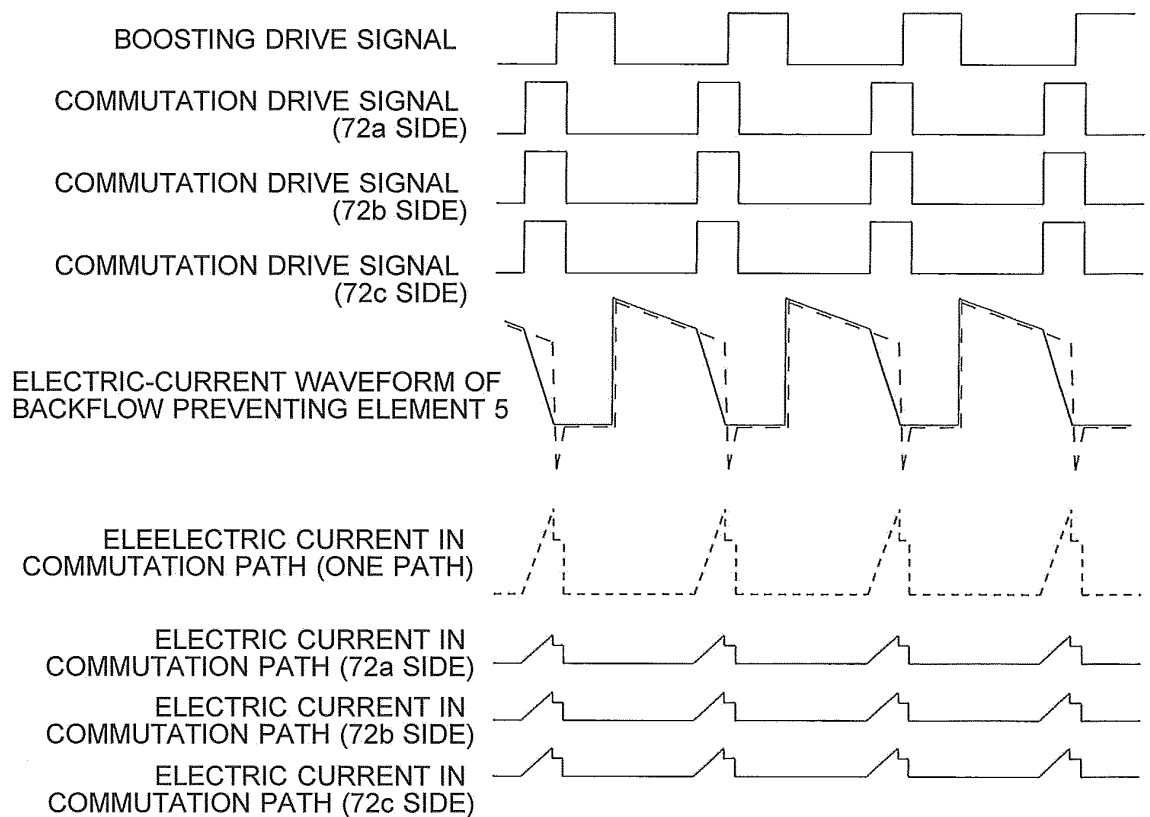 BOOSTING DRIVE SIGNAL
COMMUTATION DRIVE SIGNAL
(72a SIDE)
COMMUTATION DRIVE SIGNAL
(72b SIDE)
COMMUTATION DRIVE SIGNAL
(72c SIDE)
ELECTRIC-CURRENT WAVEFORM OF
BACKFLOW PREVENTING ELEMENT 5
ELEELECTRIC CURRENT IN
COMMUTATION PATH (ONE PATH)
ELECTRIC CURRENT IN
COMMUTATION PATH (72a SIDE)
ELECTRIC CURRENT IN
COMMUTATION PATH (72b SIDE)
ELECTRIC CURRENT IN
COMMUTATION PATH (72c SIDE)